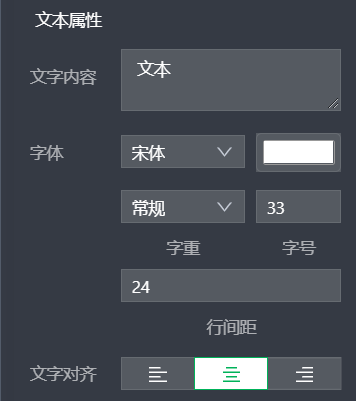 文本属性
文字内容 文本
字体 宋体
常规 33
字重 字号
24
行间距
文字对齐